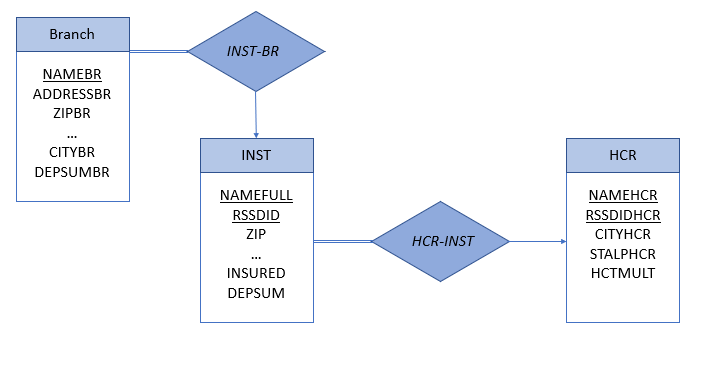 Branch
NAMEBR
ADDRESSBR
ZIPBR
...
CITYBR
DEPSUMBR
INST-BR
INST
NAMEFULL
RSSDID
ZIP
...
INSURED
DEPSUM
HCR-INST
HCR
NAMEHCR
RSSDIDHCR
CITYHCR
STALPHCR
HCTMULT